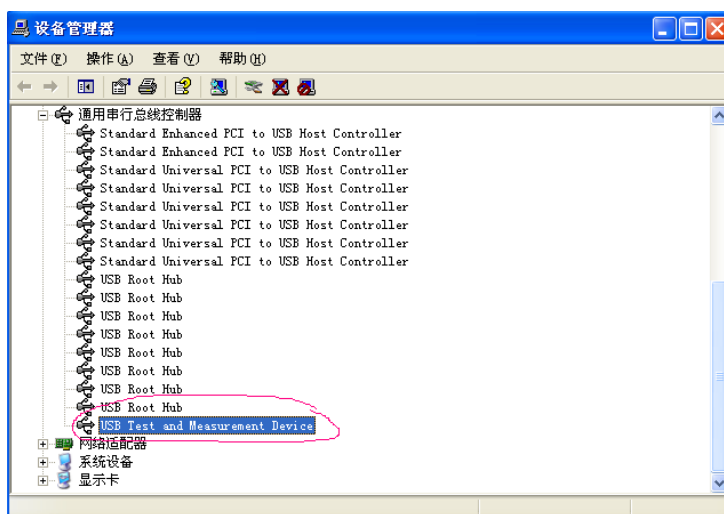 设备管理器
文件(F) 操作(A) 查看(V) 帮助(H)
通用串行总线控制器
Standard Enhanced PCI to USB Host Controller
Standard Enhanced PCI to USB Host Controller
Standard Universal PCI to USB Host Controller
Standard Universal PCI to USB Host Controller
Standard Universal PCI to USB Host Controller
Standard Universal PCI to USB Host Controller
Standard Universal PCI to USB Host Controller
Standard Universal PCI to USB Host Controller
USB Root Hub
USB Root Hub
USB Root Hub
USB Root Hub
USB Root Hub
USB Root Hub
USB Root Hub
USB Root Hub
USB Test and Measurement Device
网络适配器
系统设备
显示卡